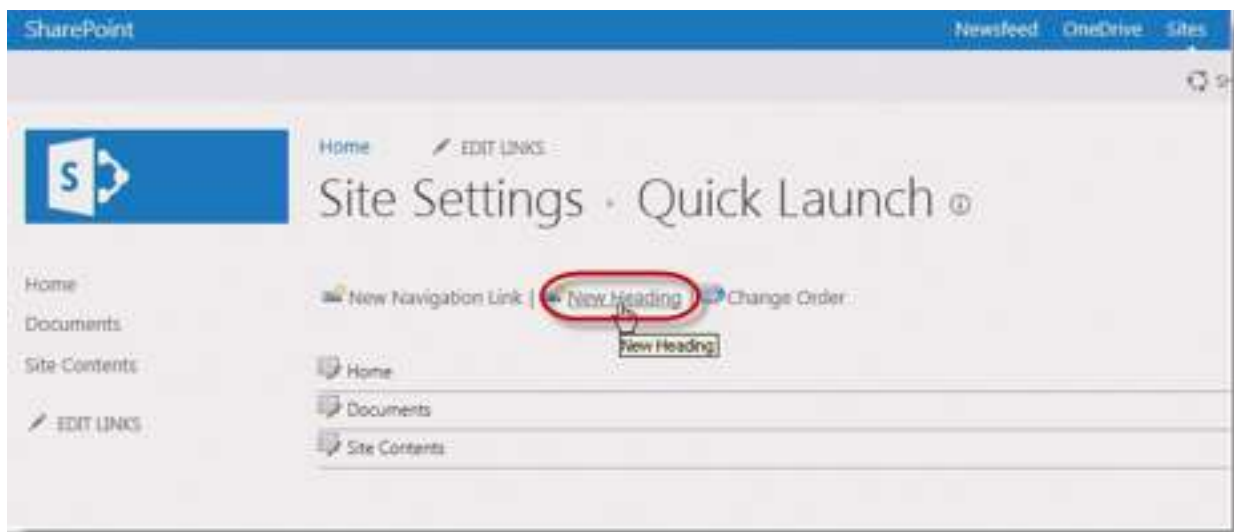 SharePoint
Newsfeed OneDrive Sites
S
Home EDIT LINKS
Site Settings · Quick Launch
Home
Documents
Site Contents
EDIT LINKS
New Navigation Link | New Heading | Change Order
New Heading
Home
Documents
Site Contents